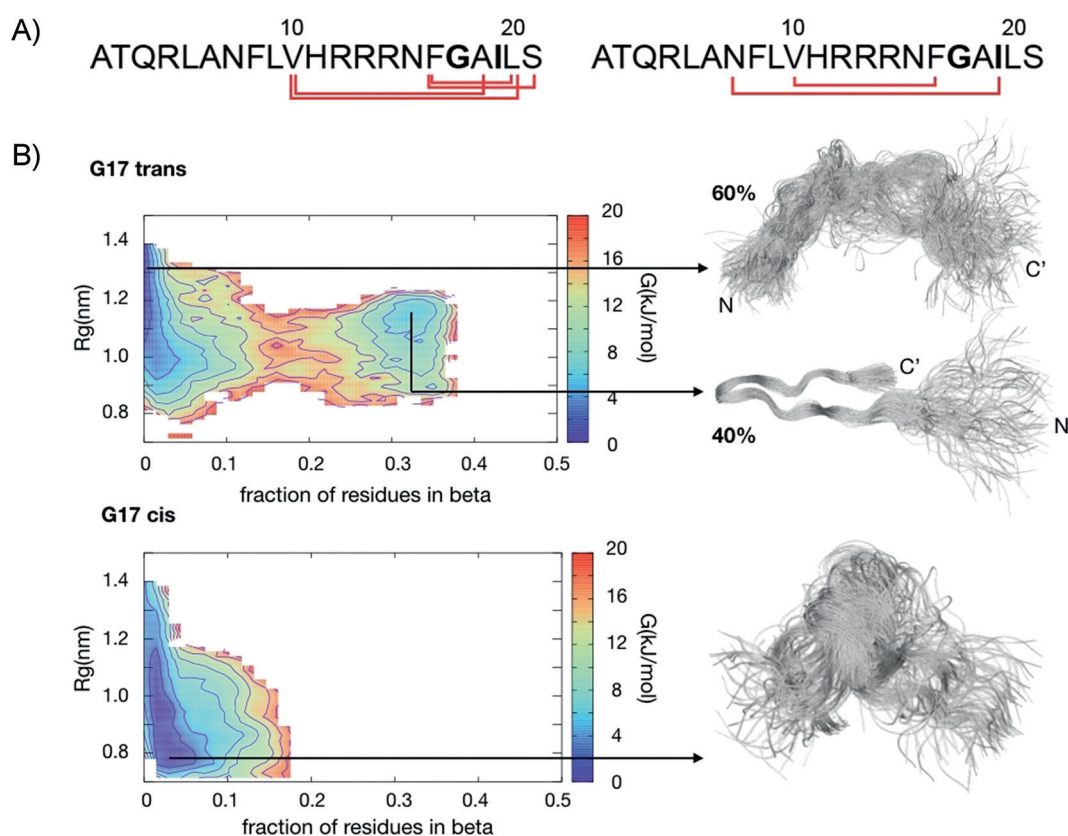 A)
10 20 10 20
ATQRLANFLVHRRRNFGAILS ATQRLANFLVHRRRNFGAILS
B)
G17 trans
60%
N
C'
1.4
1.2
1.0
0.8
Rg(nm)
20
16
12
8
4
0
G(kJ/mol)
0 0.1 0.2 0.3 0.4 0.5
fraction of residues in beta
C'
N
40%
G17 cis
1.4
1.2
1.0
0.8
Rg(nm)
20
16
12
8
4
0
G(kJ/mol)
0 0.1 0.2 0.3 0.4 0.5
fraction of residues in beta